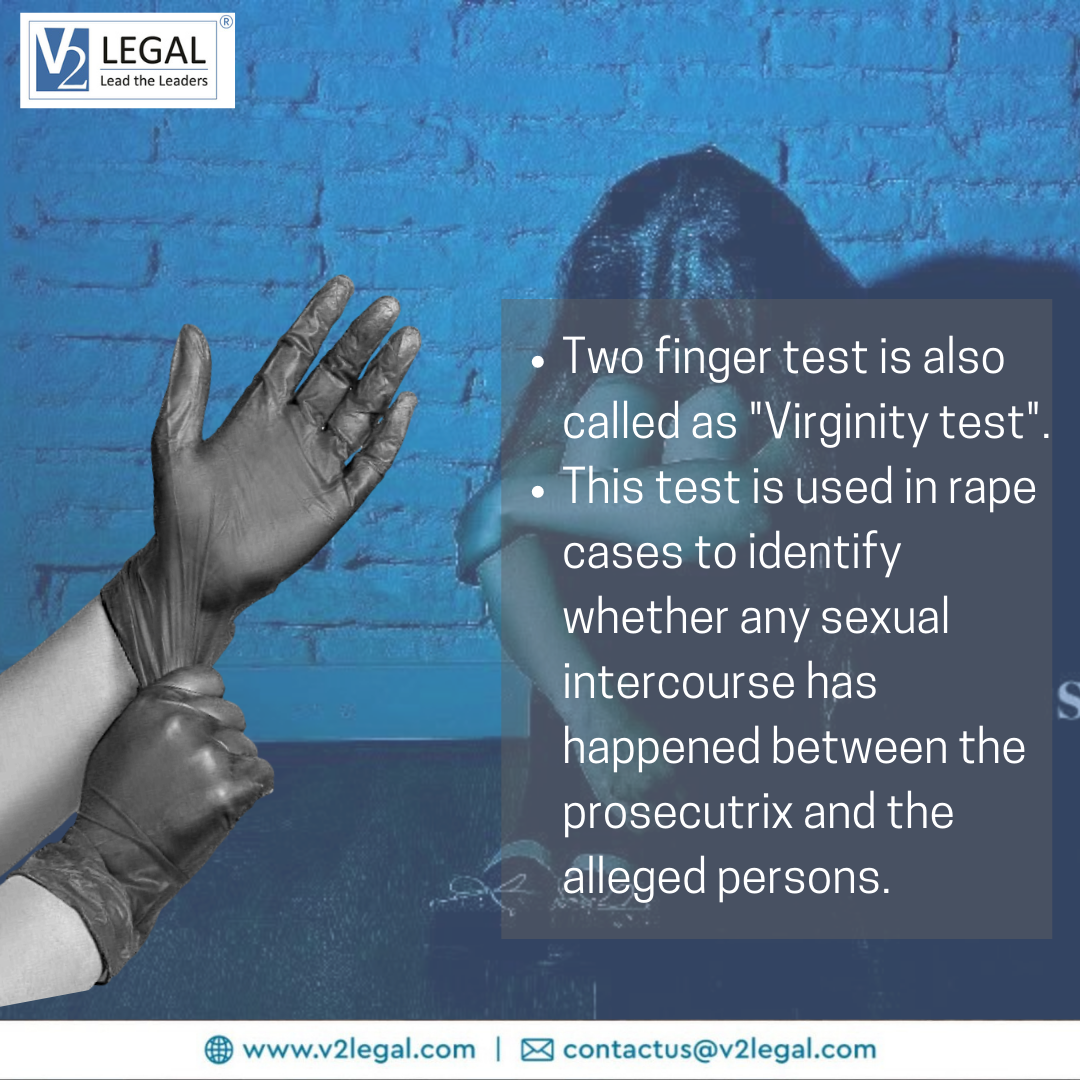 V2 LEGAL ®
Lead the Leaders
• Two finger test is also
called as "Virginity test".
• This test is used in rape
cases to identify
whether any sexual
intercourse has
happened between the
prosecutrix and the
alleged persons.
S
www.v2legal.com | contactus@v2legal.com